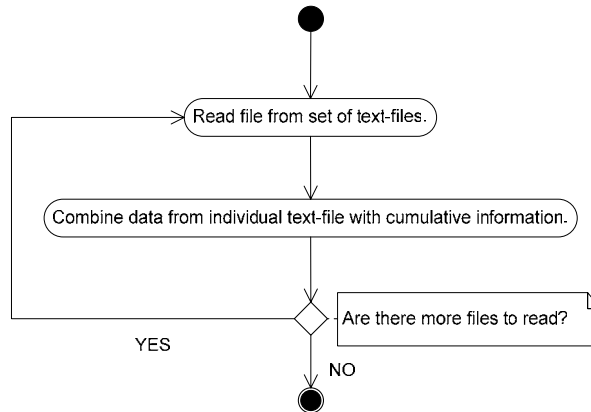 Read file from set of text-files.
Combine data from individual text-file with cumulative information.
Are there more files to read?
YES
NO